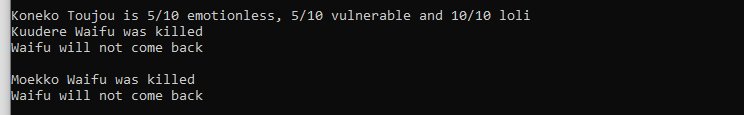 Koneko Toujou is 5/10 emotionless, 5/10 vulnerable and 10/10 loli
Kuudere Waifu was killed
Waifu will not come back
Moekko Waifu was killed
Waifu will not come back